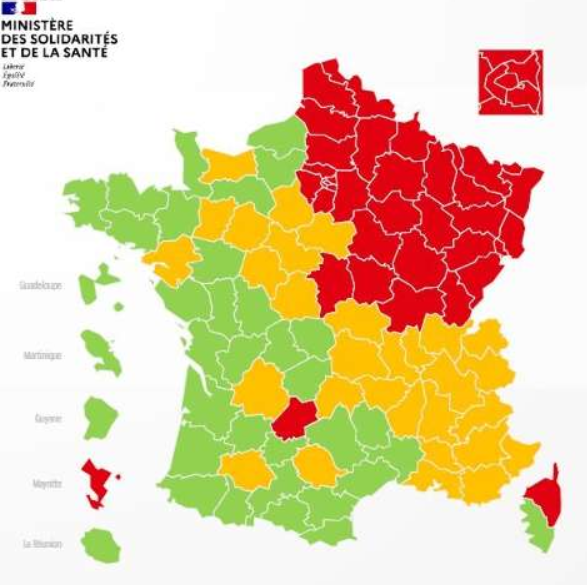 MINISTÈRE
DES SOLIDARITÉS
ET DE LA SANTÉ
Liberté
Égalité
Fraternité
Guadeloupe
Martinique
Guyane
Mayotte
La Réunion